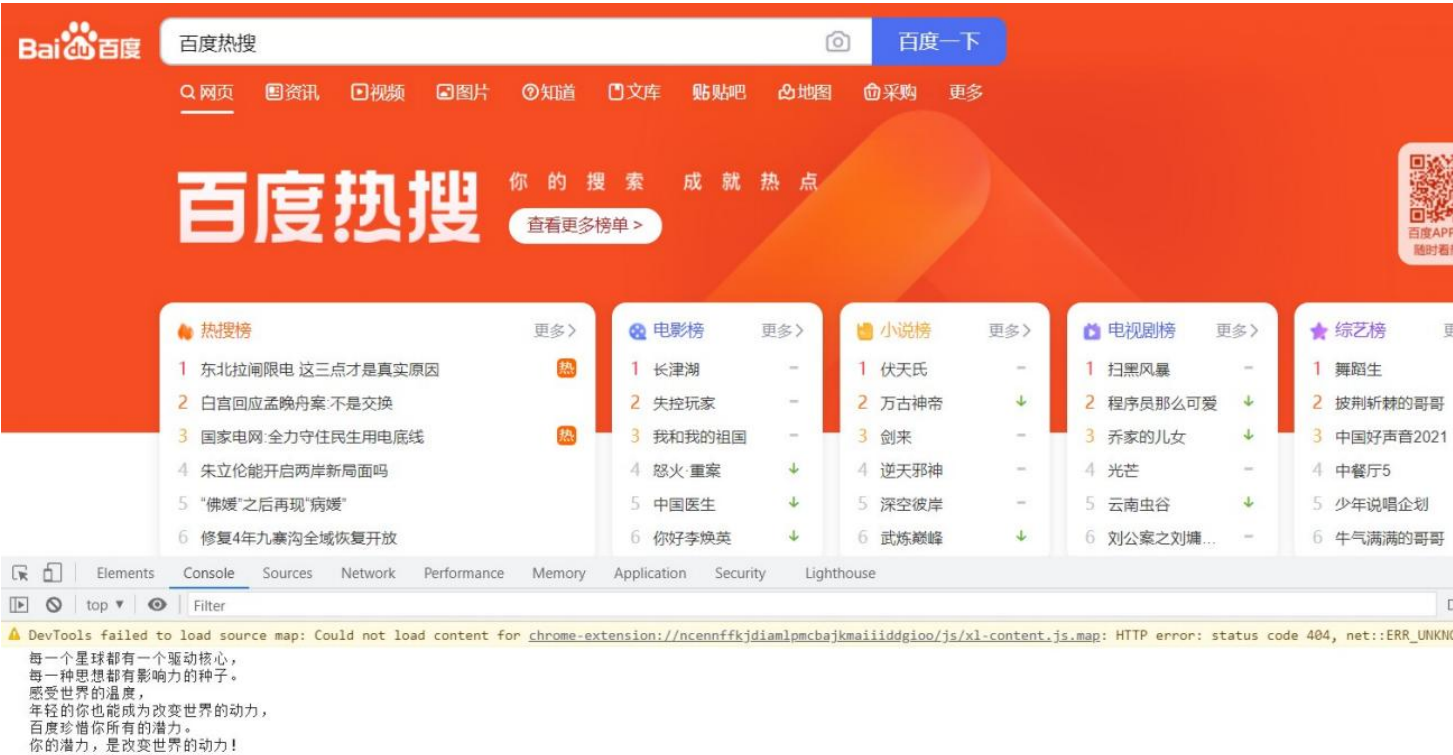 Bai du 百度
百度热搜
百度一下
网页 资讯 视频 图片 知道 文库 贴吧 地图 采购 更多
百度热搜
你的搜索 成就热点
查看更多榜单 >
百度APP
随时看
热搜榜 更多>
1 东北拉闸限电 这三点才是真实原因 热
2 白宫回应孟晚舟案:不是交换
3 国家电网:全力守住民生用电底线 热
4 朱立伦能开启两岸新局面吗
5 “佛媛”之后再现“病媛”
6 修复4年九寨沟全域恢复开放
电影榜 更多>
1 长津湖
2 失控玩家
3 我和我的祖国
4 怒火·重案
5 中国医生
6 你好李焕英
小说榜 更多>
1 伏天氏
2 万古神帝
3 剑来
4 逆天邪神
5 深空彼岸
6 武炼巅峰
电视剧榜 更多>
1 扫黑风暴
2 程序员那么可爱
3 乔家的儿女
4 光芒
5 云南虫谷
6 刘公案之刘墉...
综艺榜
1 舞蹈生
2 披荆斩棘的哥哥
3 中国好声音2021
4 中餐厅5
5 少年说唱企划
6 牛气满满的哥哥
Elements Console Sources Network Performance Memory Application Security Lighthouse
top Filter
DevTools failed to load source map: Could not load content for chrome-extension://ncennffkjdiamlpmcbajkmaiiiddgioo/js/xl-content.js.map: HTTP error: status code 404, net::ERR_UNKNO
每一个星球都有一个驱动核心，
每一种思想都有影响力的种子。
感受世界的温度，
年轻的你也能成为改变世界的动力，
百度珍惜你所有的潜力。
你的潜力，是改变世界的动力！